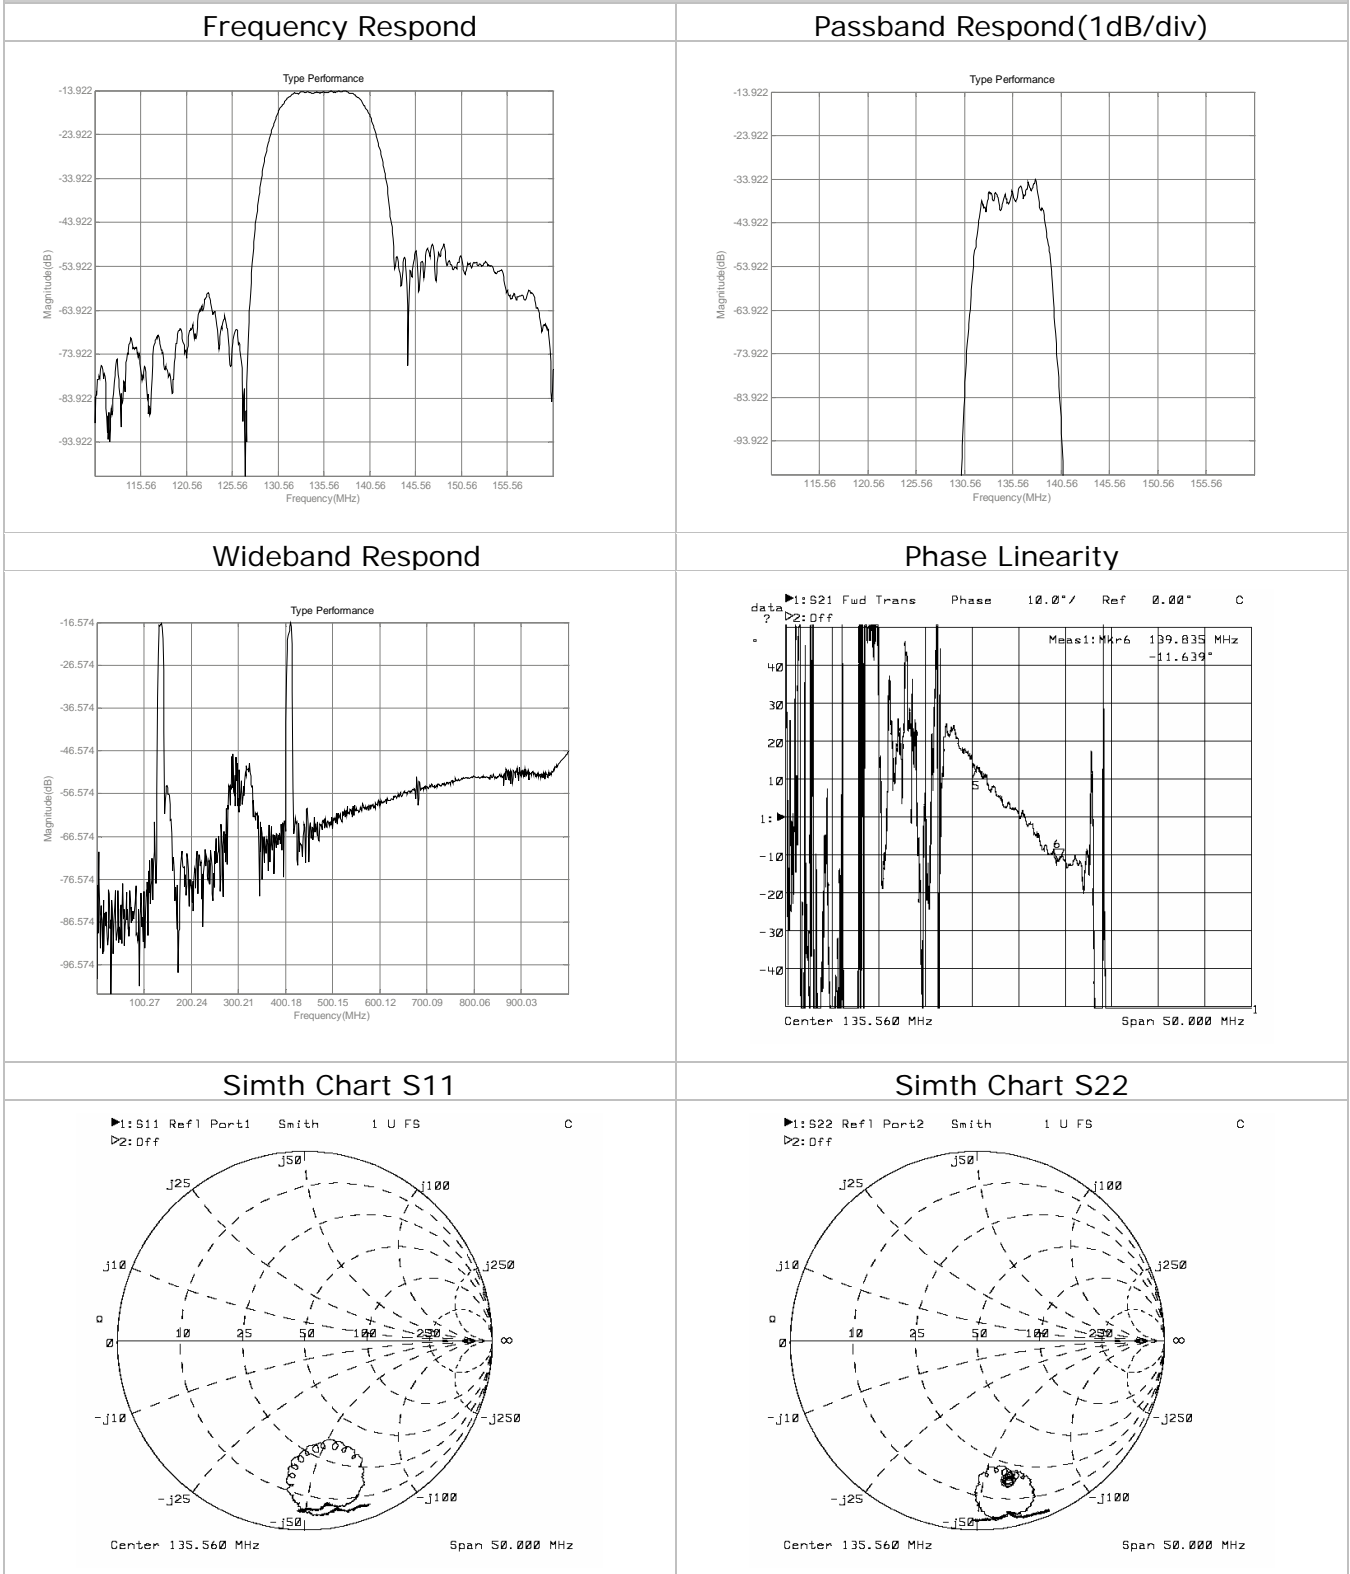 Frequency Respond
Passband Respond(1dB/div)
Type Performance
-13.922
-23.922
-33.922
-43.922
-53.922
-63.922
-73.922
-83.922
-93.922
Magnitude(dB)
115.56 120.56 125.56 130.56 135.56 140.56 145.56 150.56 155.56
Frequency(MHz)
Type Performance
-13.922
-23.922
-33.922
-43.922
-53.922
-63.922
-73.922
-83.922
-93.922
Magnitude(dB)
115.56 120.56 125.56 130.56 135.56 140.56 145.56 150.56 155.56
Frequency(MHz)
Wideband Respond
Phase Linearity
Type Performance
-16.574
-26.574
-36.574
-46.574
-56.574
-66.574
-76.574
-86.574
-96.574
Magnitude(dB)
100.27 200.24 300.21 400.18 500.15 600.12 700.09 800.06 900.03
Frequency(MHz)
1:S21 Fwd Trans Phase 10.0°/ Ref 0.00° C
data
2:Off
?
°
Meas1:Mkr6 139.835 MHz
-11.639°
40
30
20
10
1:
-10
-20
-30
-40
5
6
1
Center 135.560 MHz Span 50.000 MHz
Simth Chart S11
Simth Chart S22
1:S11 Refl Port1 Smith 1 U FS C
2:Off
j50
j25 j100
j10 j250
Ω
0 10 25 50 100 250 ∞
-j10 -j250
-j25 -j100
-j50
Center 135.560 MHz Span 50.000 MHz
1:S22 Refl Port2 Smith 1 U FS C
2:Off
j50
j25 j100
j10 j250
Ω
0 10 25 50 100 250 ∞
-j10 -j250
-j25 -j100
-j50
Center 135.560 MHz Span 50.000 MHz